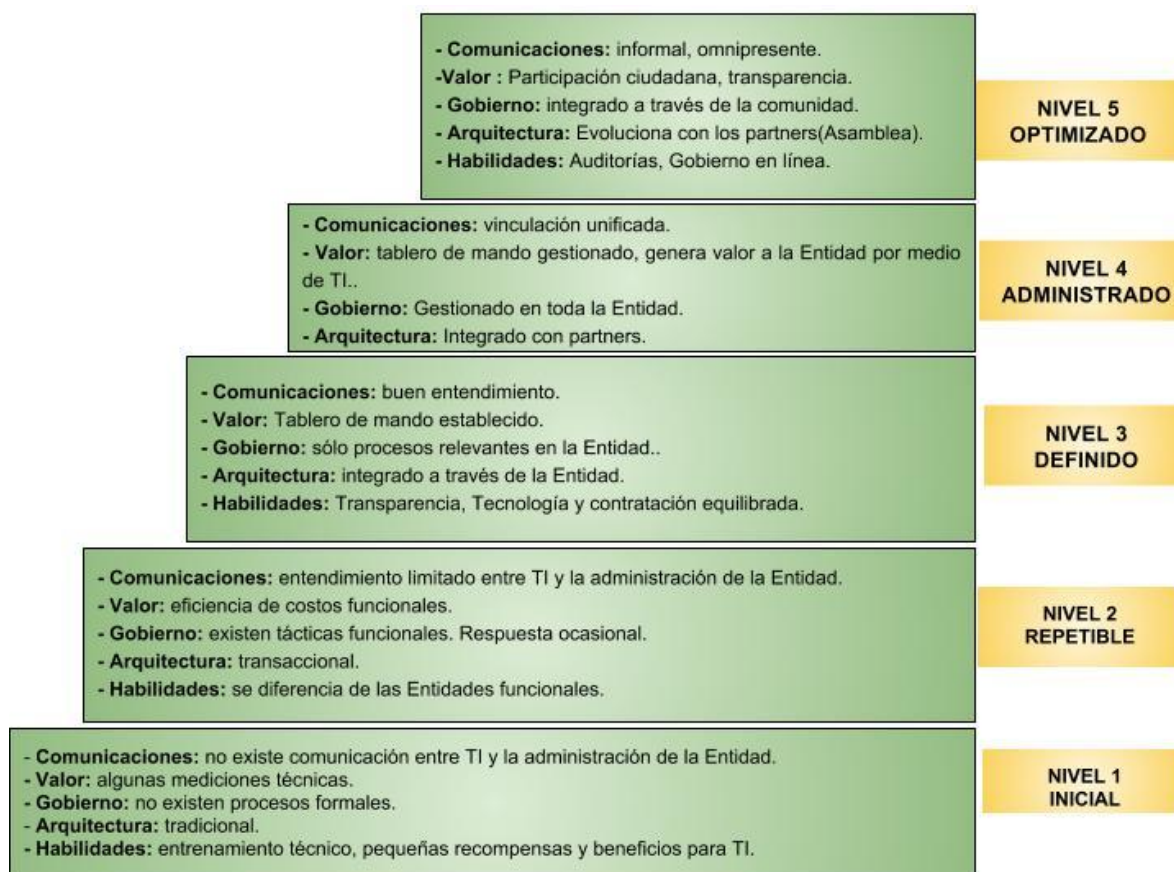 - Comunicaciones: informal, omnipresente.
-Valor : Participación ciudadana, transparencia.
- Gobierno: integrado a través de la comunidad.
- Arquitectura: Evoluciona con los partners(Asamblea).
- Habilidades: Auditorías, Gobierno en línea.
NIVEL 5
OPTIMIZADO
- Comunicaciones: vinculación unificada.
- Valor: tablero de mando gestionado, genera valor a la Entidad por medio
de TI..
- Gobierno: Gestionado en toda la Entidad.
- Arquitectura: Integrado con partners.
NIVEL 4
ADMINISTRADO
- Comunicaciones: buen entendimiento.
- Valor: Tablero de mando establecido.
- Gobierno: sólo procesos relevantes en la Entidad..
- Arquitectura: integrado a través de la Entidad.
- Habilidades: Transparencia, Tecnología y contratación equilibrada.
NIVEL 3
DEFINIDO
- Comunicaciones: entendimiento limitado entre TI y la administración de la Entidad.
- Valor: eficiencia de costos funcionales.
- Gobierno: existen tácticas funcionales. Respuesta ocasional.
- Arquitectura: transaccional.
- Habilidades: se diferencia de las Entidades funcionales.
NIVEL 2
REPETIBLE
- Comunicaciones: no existe comunicación entre TI y la administración de la Entidad.
- Valor: algunas mediciones técnicas.
- Gobierno: no existen procesos formales.
- Arquitectura: tradicional.
- Habilidades: entrenamiento técnico, pequeñas recompensas y beneficios para TI.
NIVEL 1
INICIAL